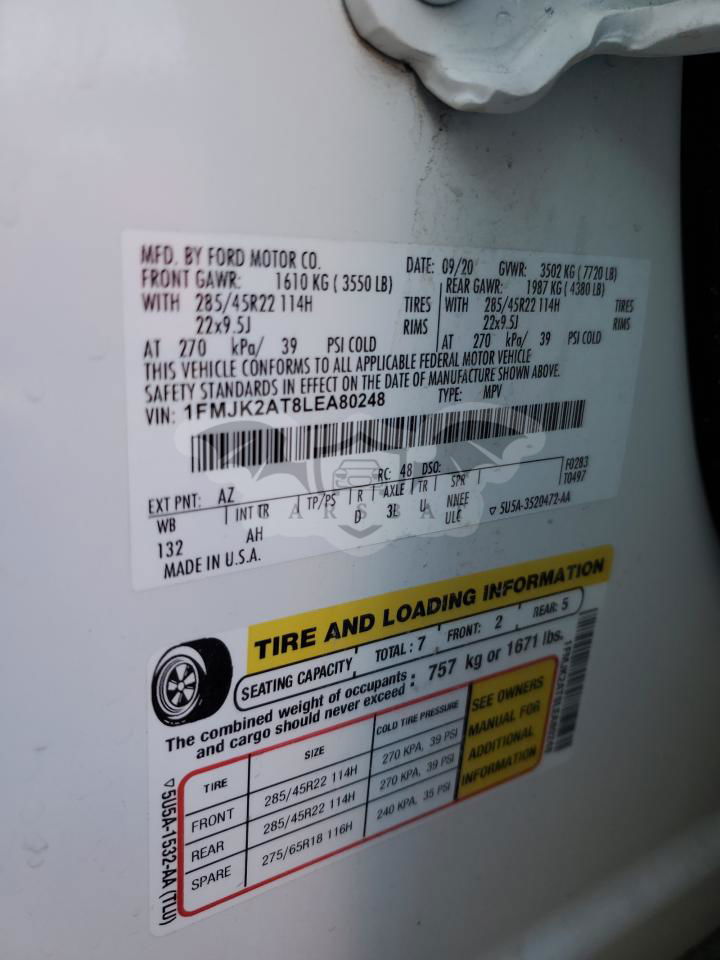 MFD. BY FORD MOTOR CO.
DATE: 09/20 GVWR: 3502 KG ( 7720 LB)
FRONT GAWR: 1610 KG ( 3550 LB) REAR GAWR: 1987 KG ( 4380 LB)
WITH 285/45R22 114H TIRES WITH 285/45R22 114H TIRES
22x9.5J RIMS 22x9.5J RIMS
AT 270 kPa/ 39 PSI COLD AT 270 kPa/ 39 PSI COLD
THIS VEHICLE CONFORMS TO ALL APPLICABLE FEDERAL MOTOR VEHICLE
SAFETY STANDARDS IN EFFECT ON THE DATE OF MANUFACTURE SHOWN ABOVE.
VIN: 1FMJK2AT8LEA80248 TYPE: MPV
EXT PNT: AZ RC: 48 DSO: F0283
WB INT TR TP/PS R AXLE TR SPR T0497
132 AH D 3L U NNEE
MADE IN U.S.A. 5U5A-3520472-AA
TIRE AND LOADING INFORMATION
SEATING CAPACITY TOTAL : 7 FRONT: 2 REAR: 5
The combined weight of occupants and cargo should never exceed : 757 kg or 1671 lbs.
TIRE SIZE COLD TIRE PRESSURE
FRONT 285/45R22 114H 270 KPA, 39 PSI
REAR 285/45R22 114H 270 KPA, 39 PSI
SPARE 275/65R18 116H 240 KPA, 35 PSI
SEE OWNERS
MANUAL FOR
ADDITIONAL
INFORMATION
5U5A-1532-AA (TLU)
1FMJK2AT8LEA80248